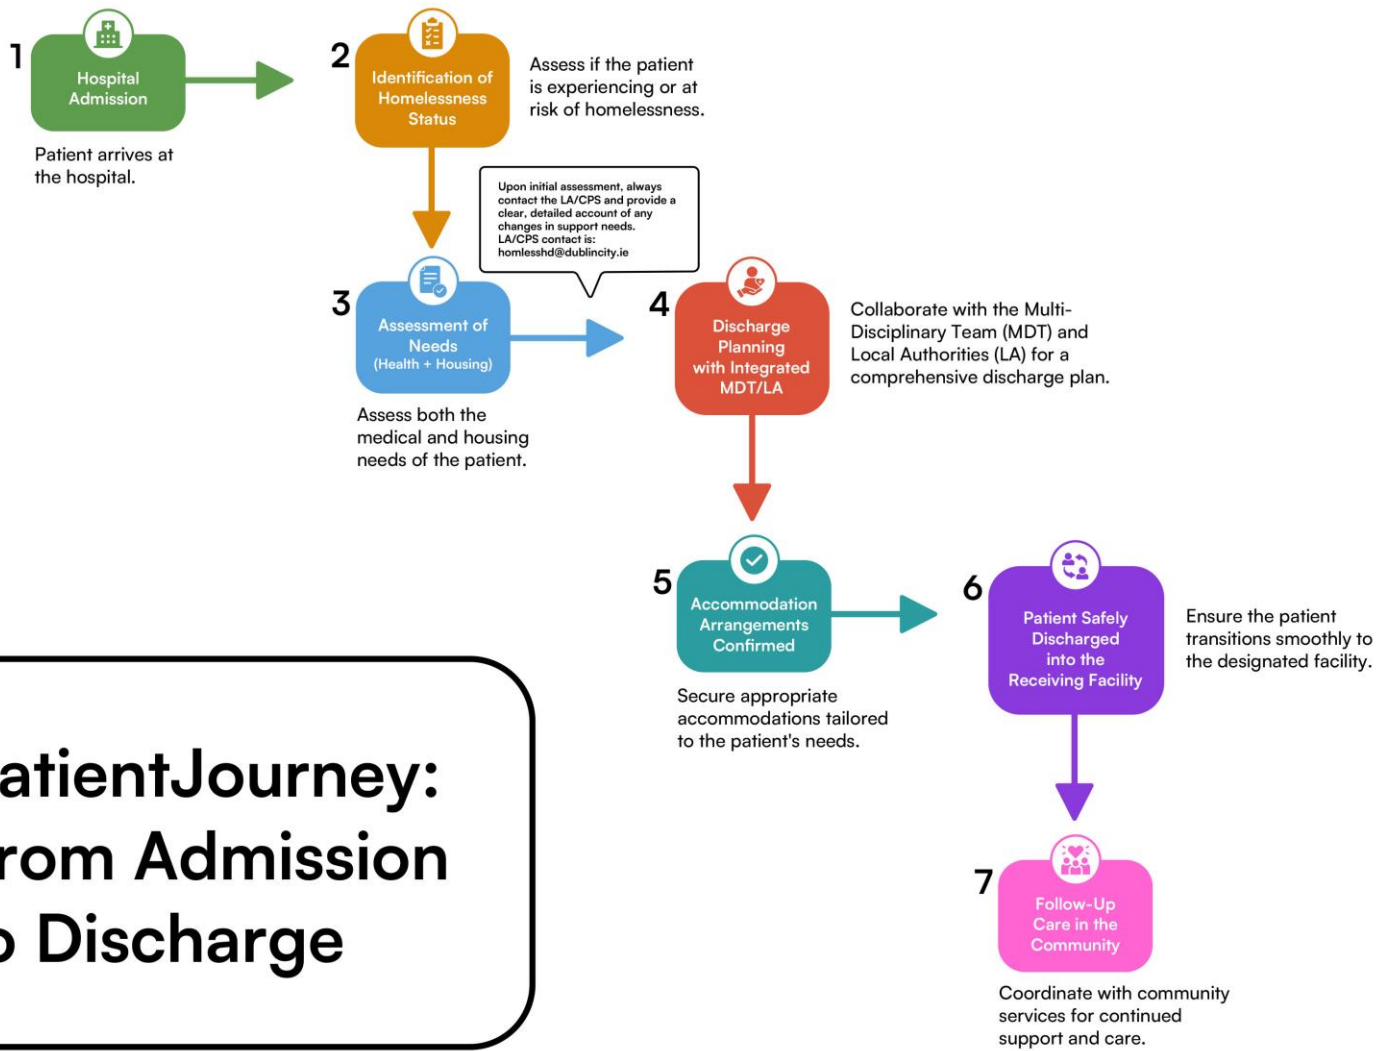 1
Hospital
Admission
Patient arrives at
the hospital.
2
Identification of
Homelessness
Status
Assess if the patient
is experiencing or at
risk of homelessness.
Upon initial assessment, always
contact the LA/CPS and provide a
clear, detailed account of any
changes in support needs.
LA/CPS contact is:
homlesshd@dublincity.ie
3
Assessment of
Needs
(Health + Housing)
Assess both the
medical and housing
needs of the patient.
4
Discharge
Planning
with Integrated
MDT/LA
Collaborate with the Multi-
Disciplinary Team (MDT) and
Local Authorities (LA) for a
comprehensive discharge plan.
5
Accommodation
Arrangements
Confirmed
Secure appropriate
accommodations tailored
to the patient's needs.
6
Patient Safely
Discharged
into the
Receiving Facility
Ensure the patient
transitions smoothly to
the designated facility.
7
Follow-Up
Care in the
Community
Coordinate with community
services for continued
support and care.
atientJourney:
rom Admission
o Discharge